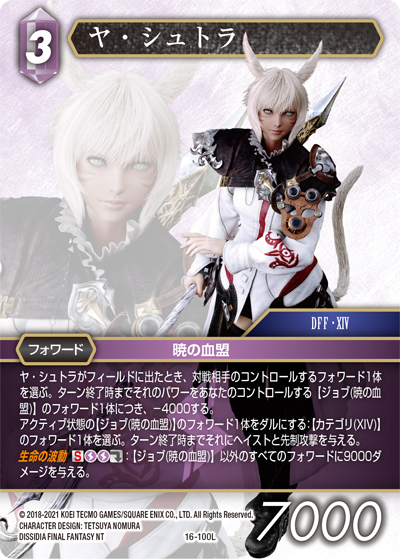 3
ヤ・シュトラ
DFF・XIV
フォワード
暁の血盟
ヤ・シュトラがフィールドに出たとき、対戦相手のコントロールするフォワード1体
を選ぶ。ターン終了時までそれのパワーをあなたのコントロールする【ジョブ(暁の血
盟)】のフォワード1体につき、−4000する。
アクティブ状態の[ジョブ(暁の血盟)]のフォワード1体をダルにする：【カテゴリ(XIV)】
のフォワード1体を選ぶ。ターン終了時までそれにヘイストと先制攻撃を与える。
生命の波動 S：【ジョブ(暁の血盟)】以外のすべてのフォワードに9000ダ
メージを与える。
© 2018-2021 KOEI TECMO GAMES/SQUARE ENIX CO., LTD. All Rights Reserved.
CHARACTER DESIGN: TETSUYA NOMURA
DISSIDIA FINAL FANTASY NT
16-100L
7000